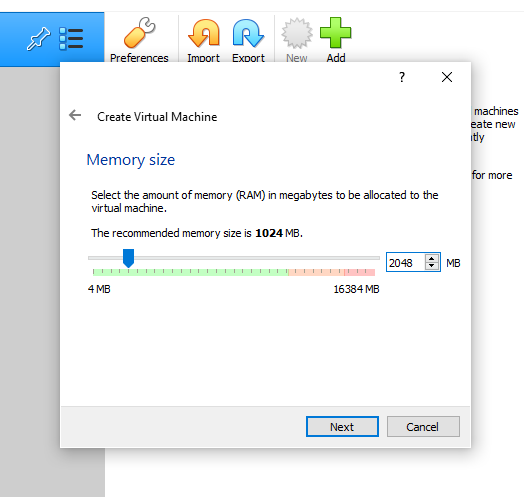 Preferences
Import
Export
New
Add
?
Create Virtual Machine
machines
new
for more
Memory size
Select the amount of memory (RAM) in megabytes to be allocated to the
virtual machine.
The recommended memory size is 1024 MB.
2048
MB
4 MB
16384 MB
Next
Cancel